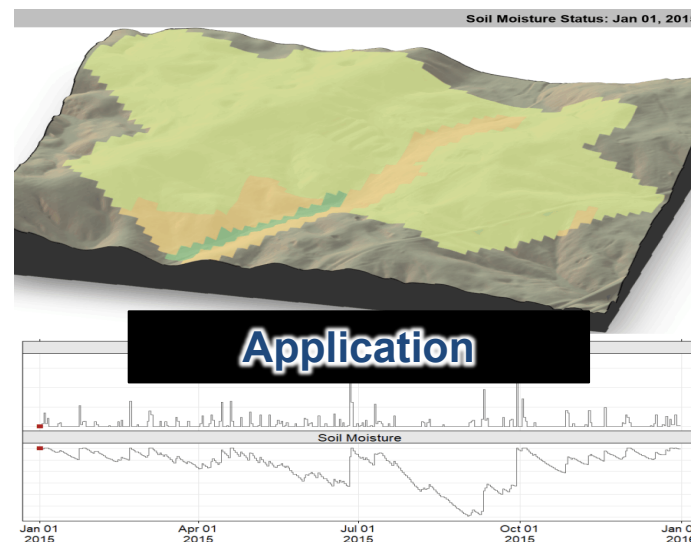 Soil Moisture Status: Jan 01, 201
Application
Soil Moisture
Jan 01 Apr 01 Jul 01 Oct 01 Jan 0
2015 2015 2015 2015 2016